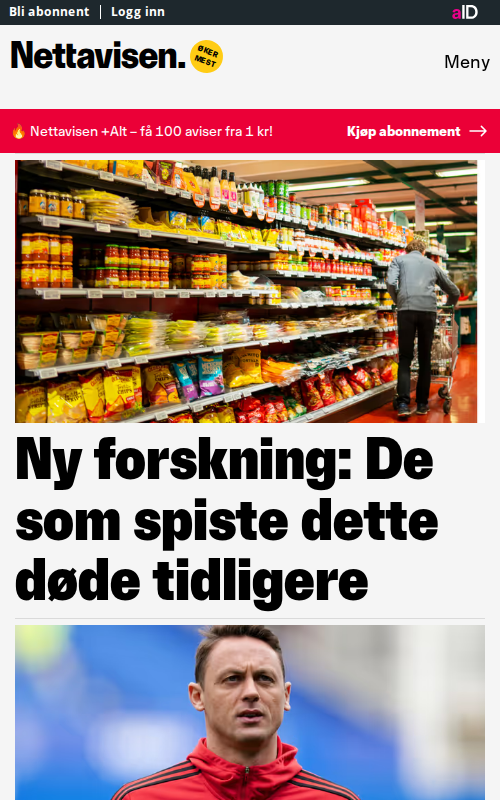 Bli abonnent | Logg inn
aID
Nettavisen.
ØKER
MEST
Meny
🔥 Nettavisen +Alt – få 100 aviser fra 1 kr!
Kjøp abonnement →
Ny forskning: De
som spiste dette
døde tidligere